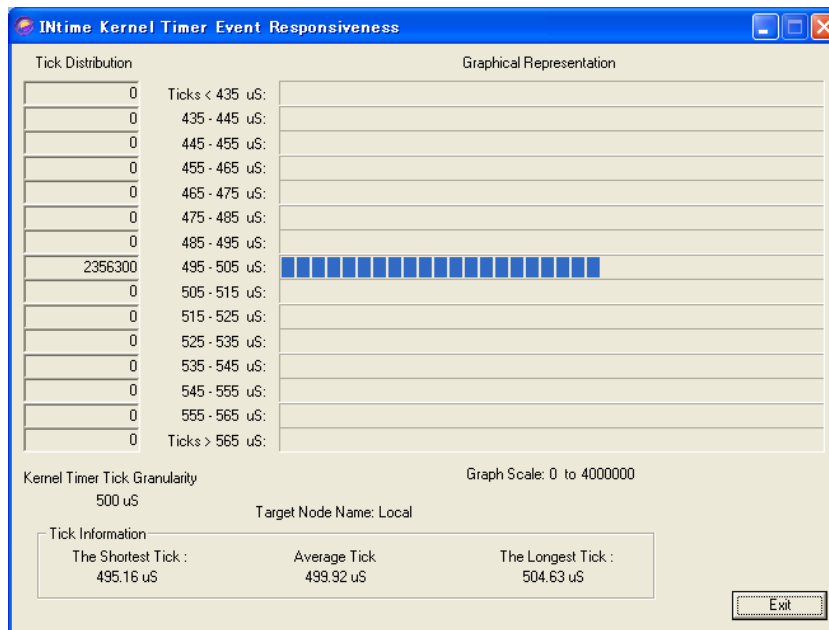 INtime Kernel Timer Event Responsiveness
Tick Distribution Graphical Representation
0 Ticks < 435 uS:
0 435 - 445 uS:
0 445 - 455 uS:
0 455 - 465 uS:
0 465 - 475 uS:
0 475 - 485 uS:
0 485 - 495 uS:
2356300 495 - 505 uS:
0 505 - 515 uS:
0 515 - 525 uS:
0 525 - 535 uS:
0 535 - 545 uS:
0 545 - 555 uS:
0 555 - 565 uS:
0 Ticks > 565 uS:
Kernel Timer Tick Granularity Graph Scale: 0 to 4000000
500 uS
Target Node Name: Local
Tick Information
The Shortest Tick : Average Tick The Longest Tick :
495.16 uS 499.92 uS 504.63 uS
Exit